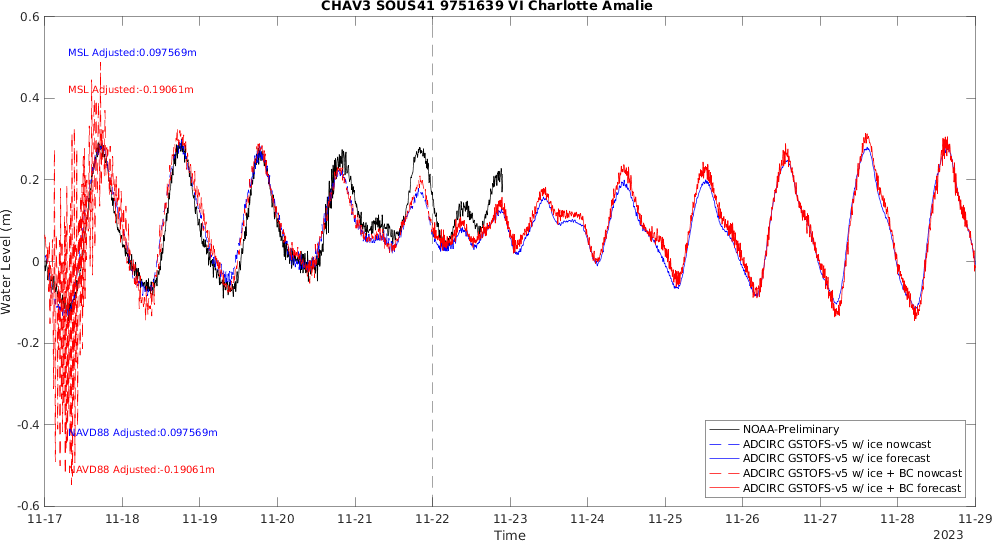 CHAV3 SOUS41 9751639 VI Charlotte Amalie
0.6
MSL Adjusted:0.097569m
MSL Adjusted:-0.19061m
0.4
0.2
Water Level (m)
0
-0.2
-0.4
NAVD88 Adjusted:0.097569m
NAVD88 Adjusted:-0.19061m
-0.6
NOAA-Preliminary
ADCIRC GSTOFS-v5 w/ ice nowcast
ADCIRC GSTOFS-v5 w/ ice forecast
ADCIRC GSTOFS-v5 w/ ice + BC nowcast
ADCIRC GSTOFS-v5 w/ ice + BC forecast
11-17 11-18 11-19 11-20 11-21 11-22 11-23 11-24 11-25 11-26 11-27 11-28 11-29
Time
2023